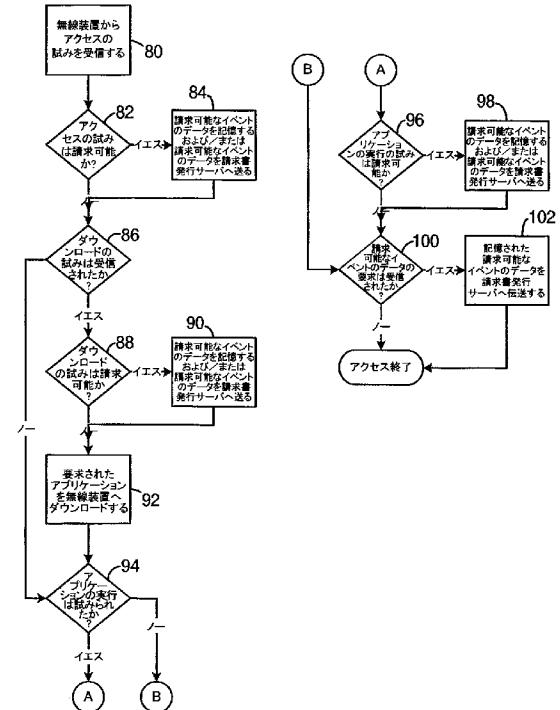 無線装置から
アクセスの
試みを受信する
80
82
アク
セスの試み
は請求可能
か?
イエス
84
請求可能なイベント
のデータを記憶する
および/または
請求可能なイベント
のデータを請求書
発行サーバへ送る
ノー
86
ダウ
ンロードの
試みは受信
されたか?
イエス
ノー
88
ダウ
ンロード
の試みは請求
可能か
?
イエス
90
請求可能なイベント
のデータを記憶する
および/または
請求可能なイベント
のデータを請求書
発行サーバへ送る
ノー
要求された
アプリケーション
を無線装置へ
ダウンロードする
92
94
ア
プリケー
ションの実行
は試みられ
たか
?
ノー
イエス
A
B
B
A
96
アプ
リケーショ
ンの実行の試み
は請求可
能か
?
イエス
98
請求可能なイベント
のデータを記憶する
および/または
請求可能なイベント
のデータを請求書
発行サーバへ送る
ノー
100
請求
可能なイ
ベントのデータの
要求は受信
されたか
?
イエス
102
記憶された
請求可能な
イベントのデータを
請求書発行
サーバへ伝送する
ノー
アクセス終了